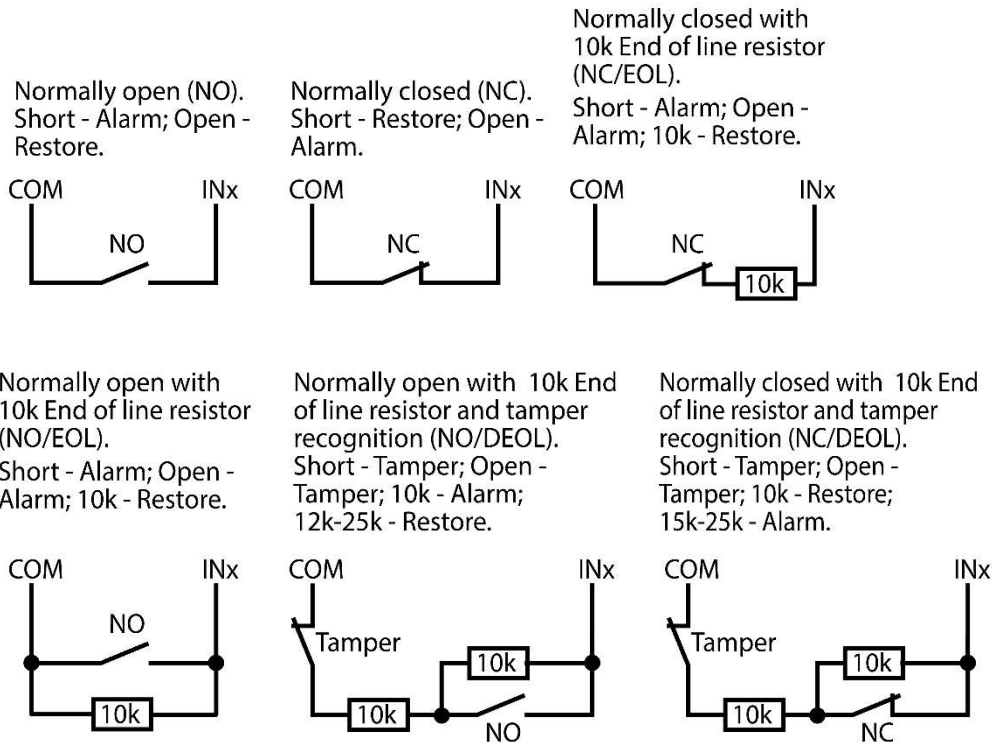 Normally open (NO).
Short - Alarm; Open -
Restore.
COM
INx
NO
Normally closed (NC).
Short - Restore; Open -
Alarm.
COM
INx
NC
Normally closed with
10k End of line resistor
(NC/EOL).
Short - Alarm; Open -
Alarm; 10k - Restore.
COM
INx
NC
10k
Normally open with
10k End of line resistor
(NO/EOL).
Short - Alarm; Open -
Alarm; 10k - Restore.
COM
INx
NO
10k
Normally open with 10k End
of line resistor and tamper
recognition (NO/DEOL).
Short - Tamper; Open -
Tamper; 10k - Alarm;
12k-25k - Restore.
COM
INx
Tamper
10k
10k
NO
Normally closed with 10k End
of line resistor and tamper
recognition (NC/DEOL).
Short - Tamper; Open -
Tamper; 10k - Restore;
15k-25k - Alarm.
COM
INx
Tamper
10k
10k
NC